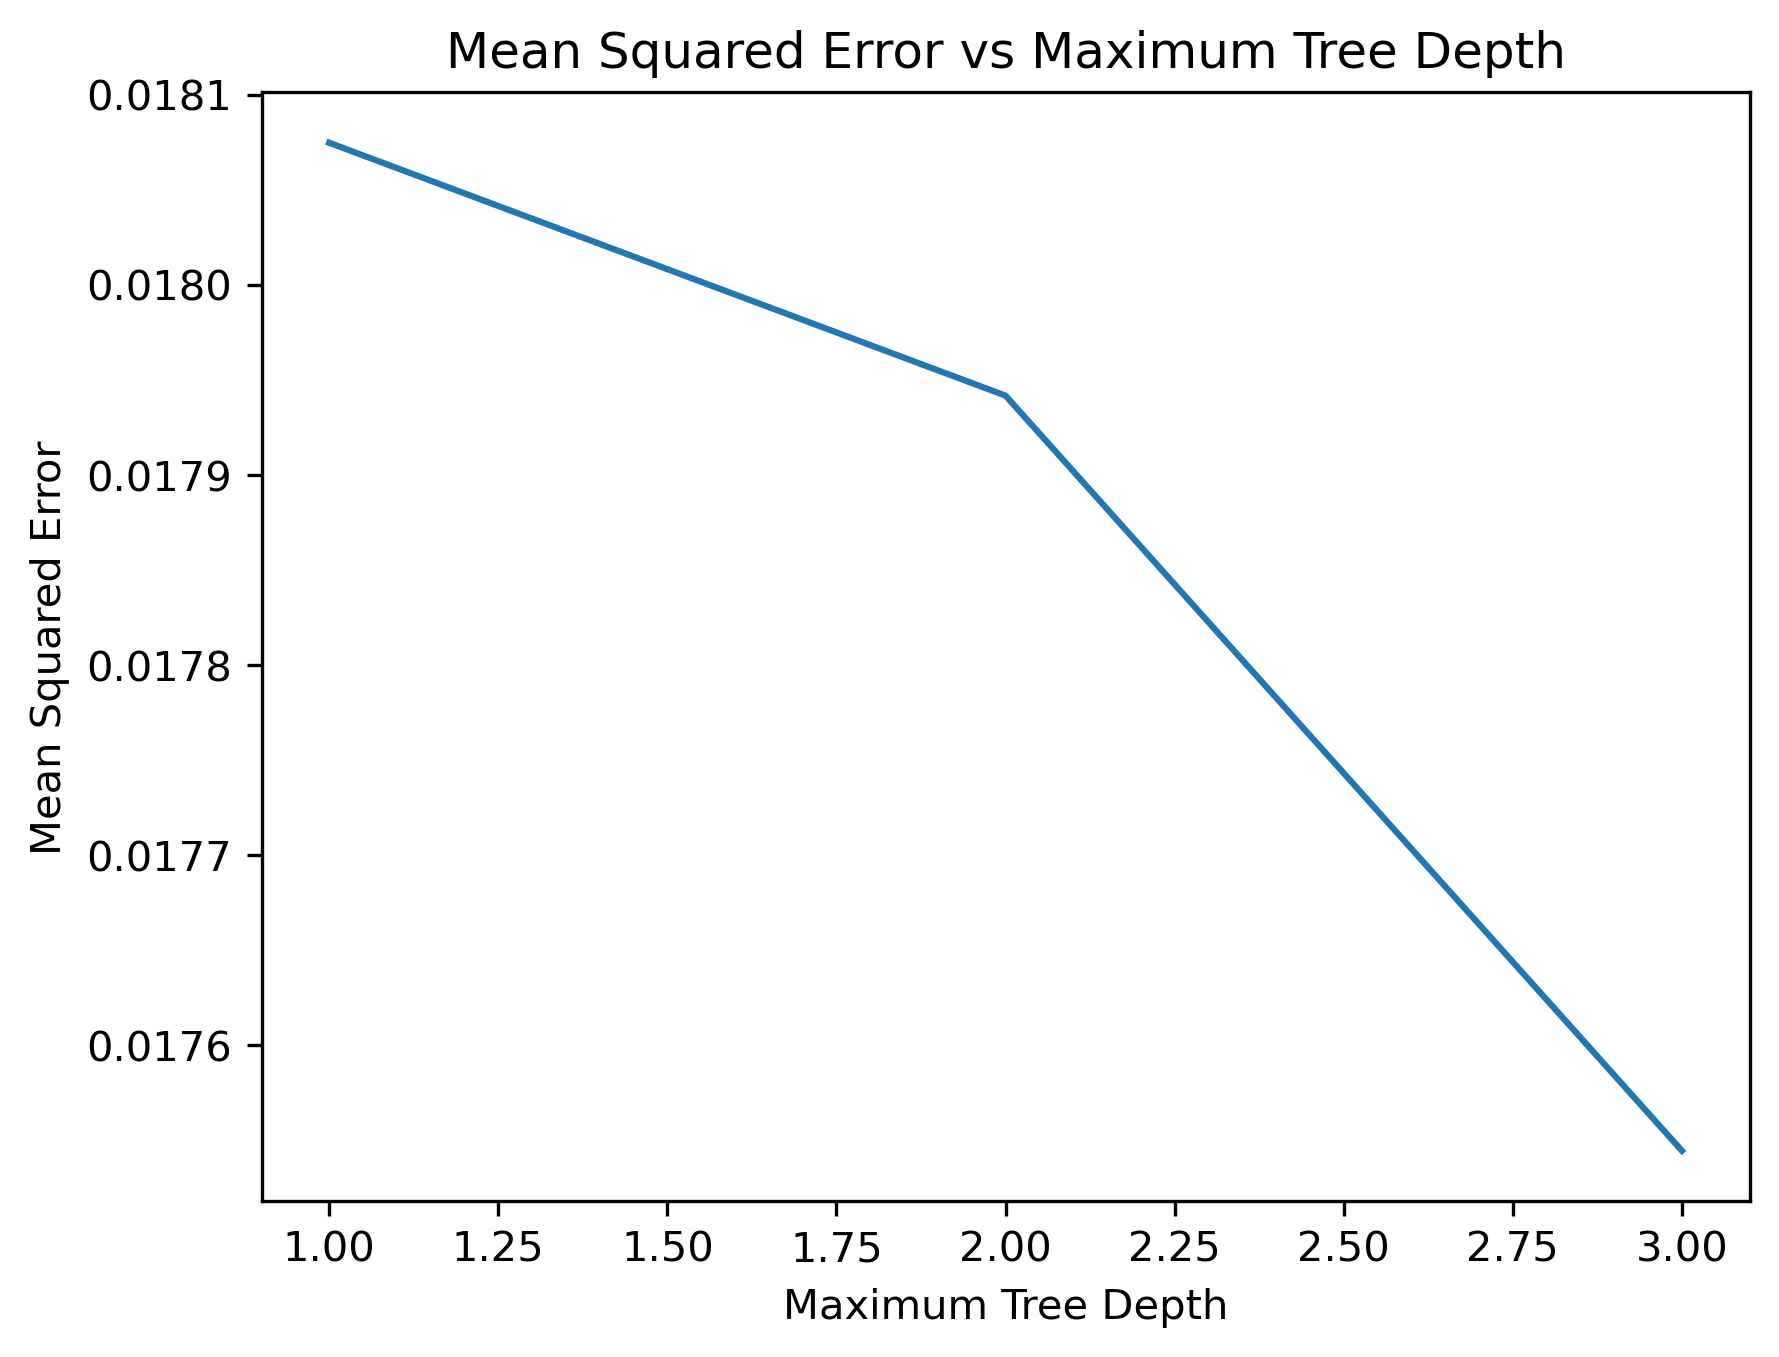 Mean Squared Error vs Maximum Tree Depth
0.0181
0.0180
0.0179
0.0178
0.0177
0.0176
Mean Squared Error
1.00 1.25 1.50 1.75 2.00 2.25 2.50 2.75 3.00
Maximum Tree Depth